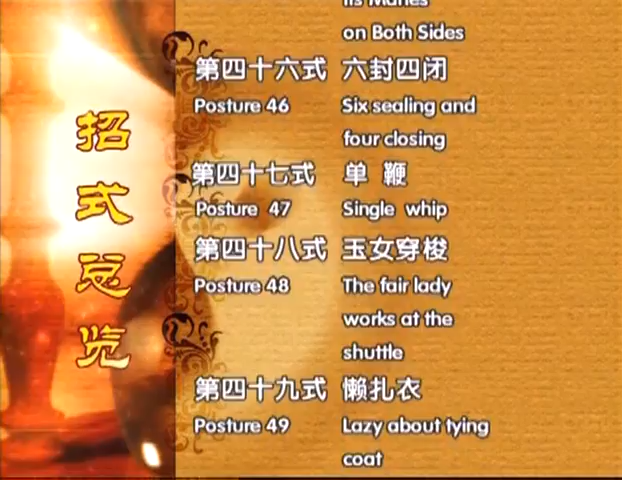 招式总览
its Manes
on Both Sides
第四十六式 六封四闭
Posture 46 Six sealing and
four closing
第四十七式 单 鞭
Posture 47 Single whip
第四十八式 玉女穿梭
Posture 48 The fair lady
works at the
shuttle
第四十九式 懒扎衣
Posture 49 Lazy about tying
coat